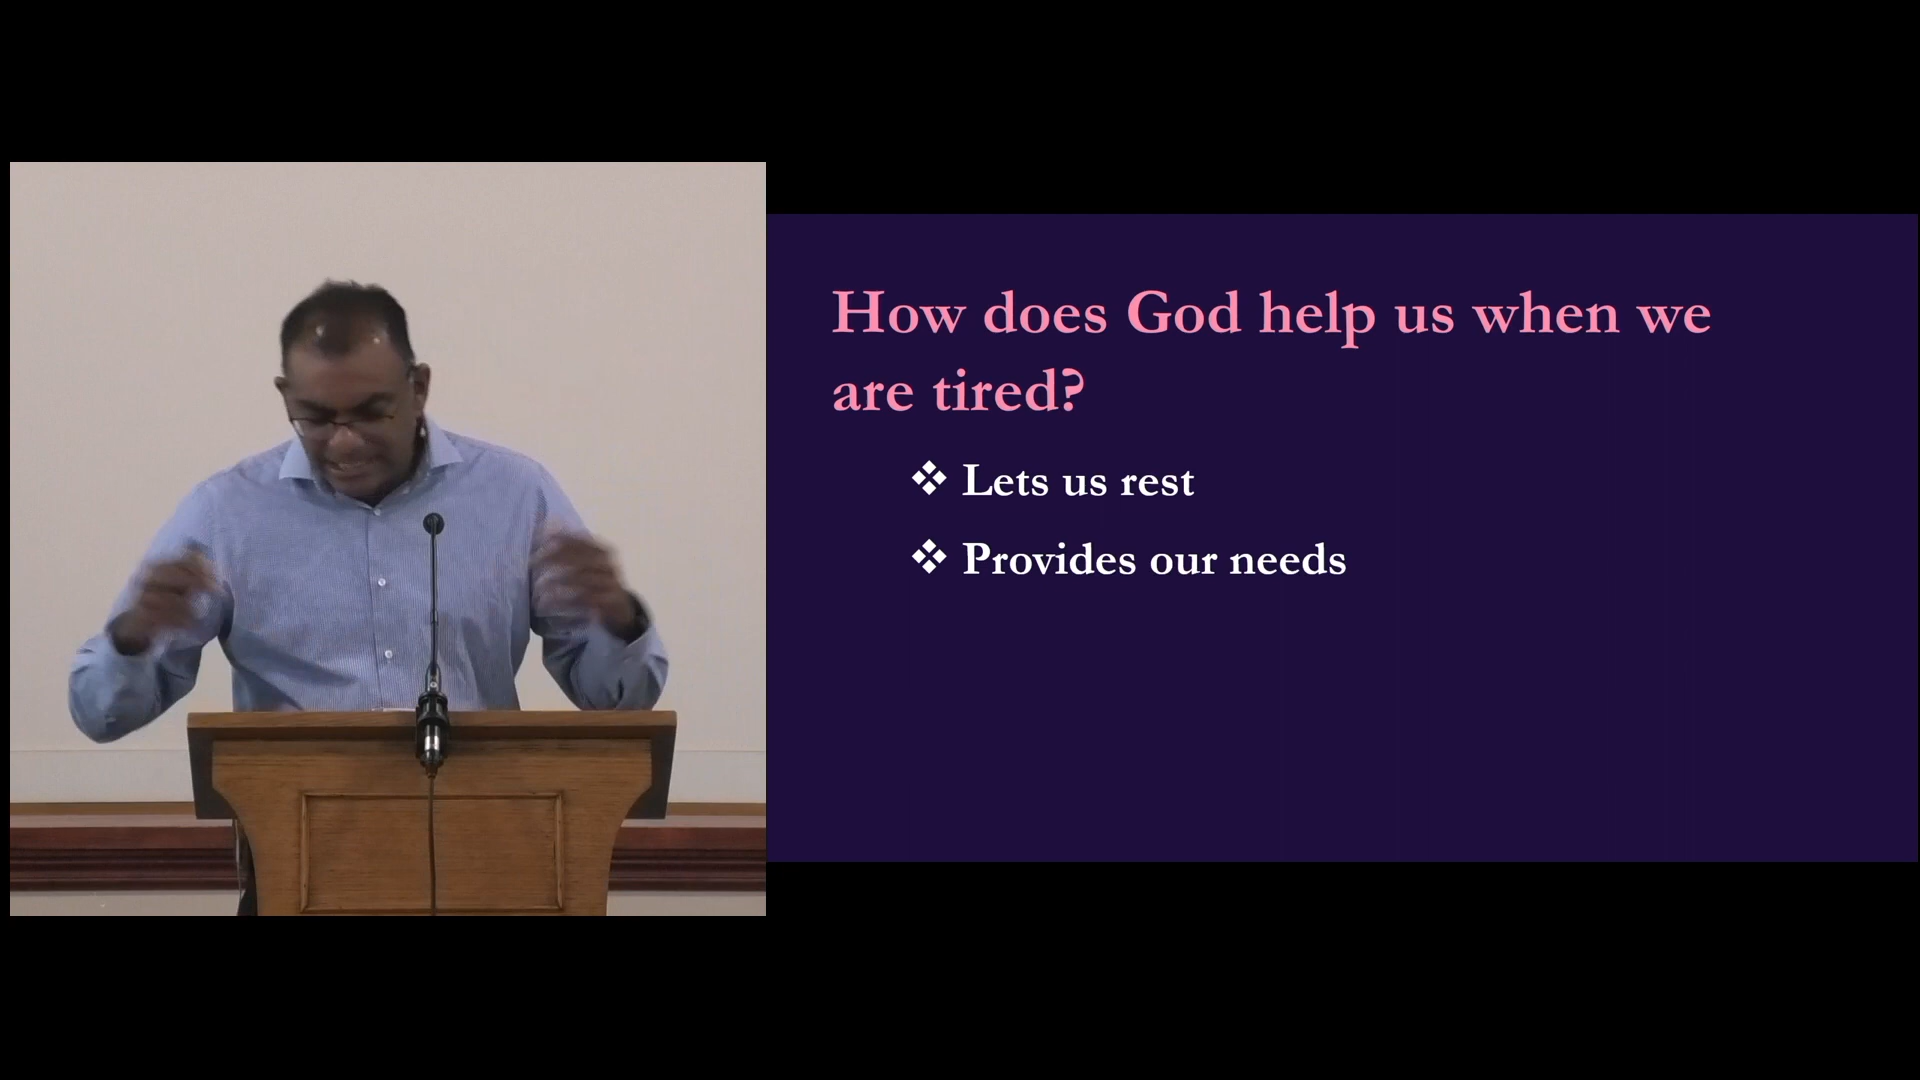 How does God help us when we
are tired?
❖ Lets us rest
❖ Provides our needs